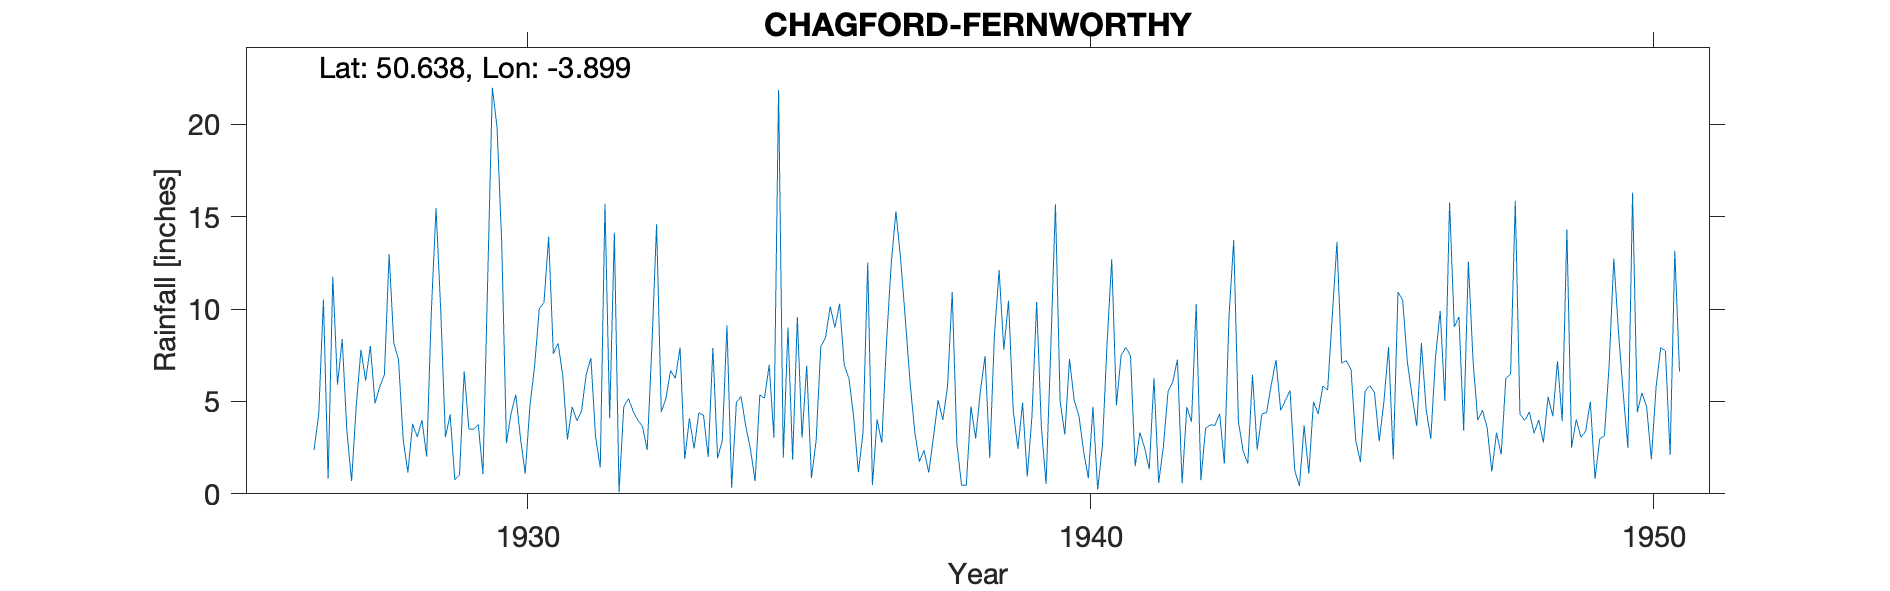 CHAGFORD-FERNWORTHY
Lat: 50.638, Lon: -3.899
20
15
10
5
0
Rainfall [inches]
1930 1940 1950
Year